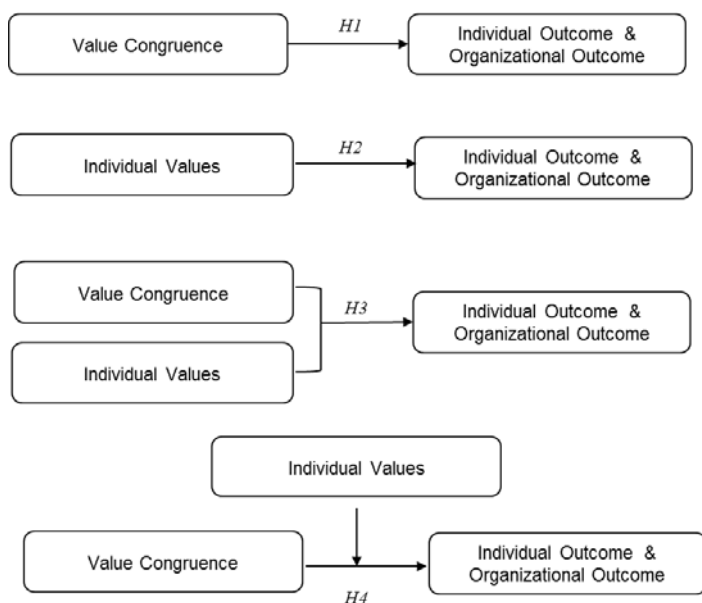 Value Congruence
H1
Individual Outcome &
Organizational Outcome
Individual Values
H2
Individual Outcome &
Organizational Outcome
Value Congruence
Individual Values
H3
Individual Outcome &
Organizational Outcome
Individual Values
Value Congruence
H4
Individual Outcome &
Organizational Outcome